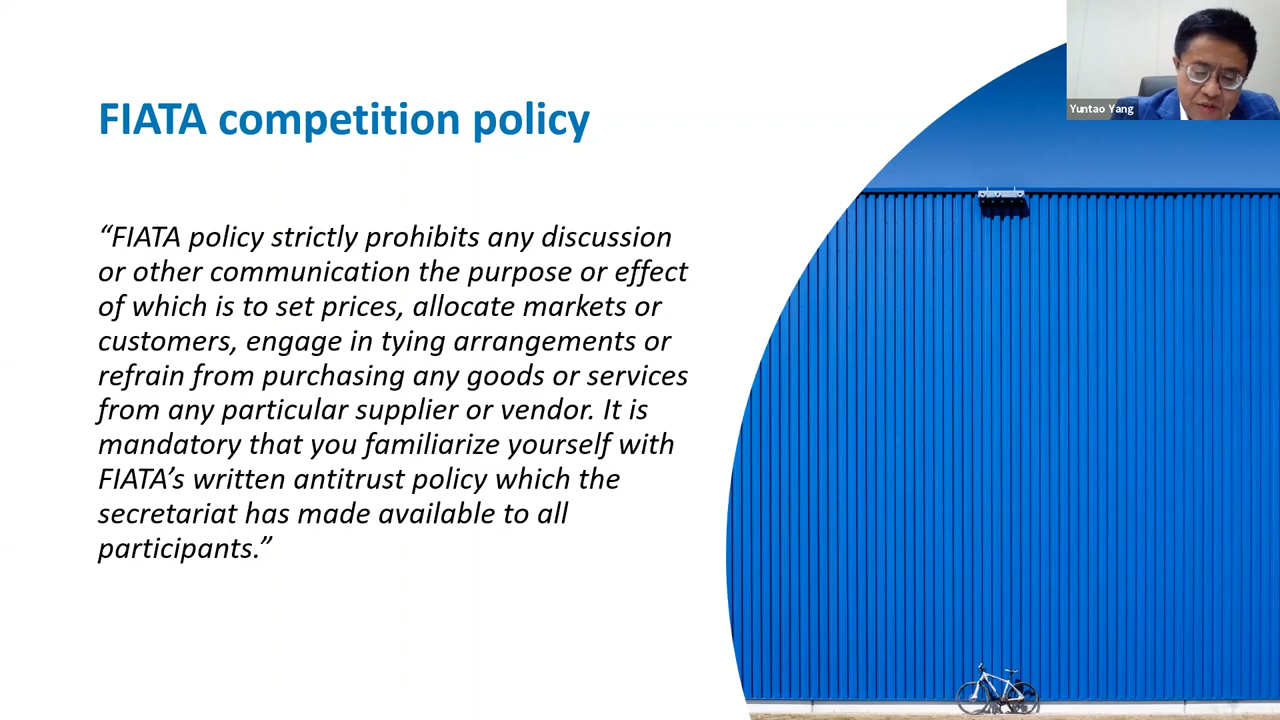 FIATA competition policy
Yuntao Yang
“FIATA policy strictly prohibits any discussion
or other communication the purpose or effect
of which is to set prices, allocate markets or
customers, engage in tying arrangements or
refrain from purchasing any goods or services
from any particular supplier or vendor. It is
mandatory that you familiarize yourself with
FIATA’s written antitrust policy which the
secretariat has made available to all
participants.”